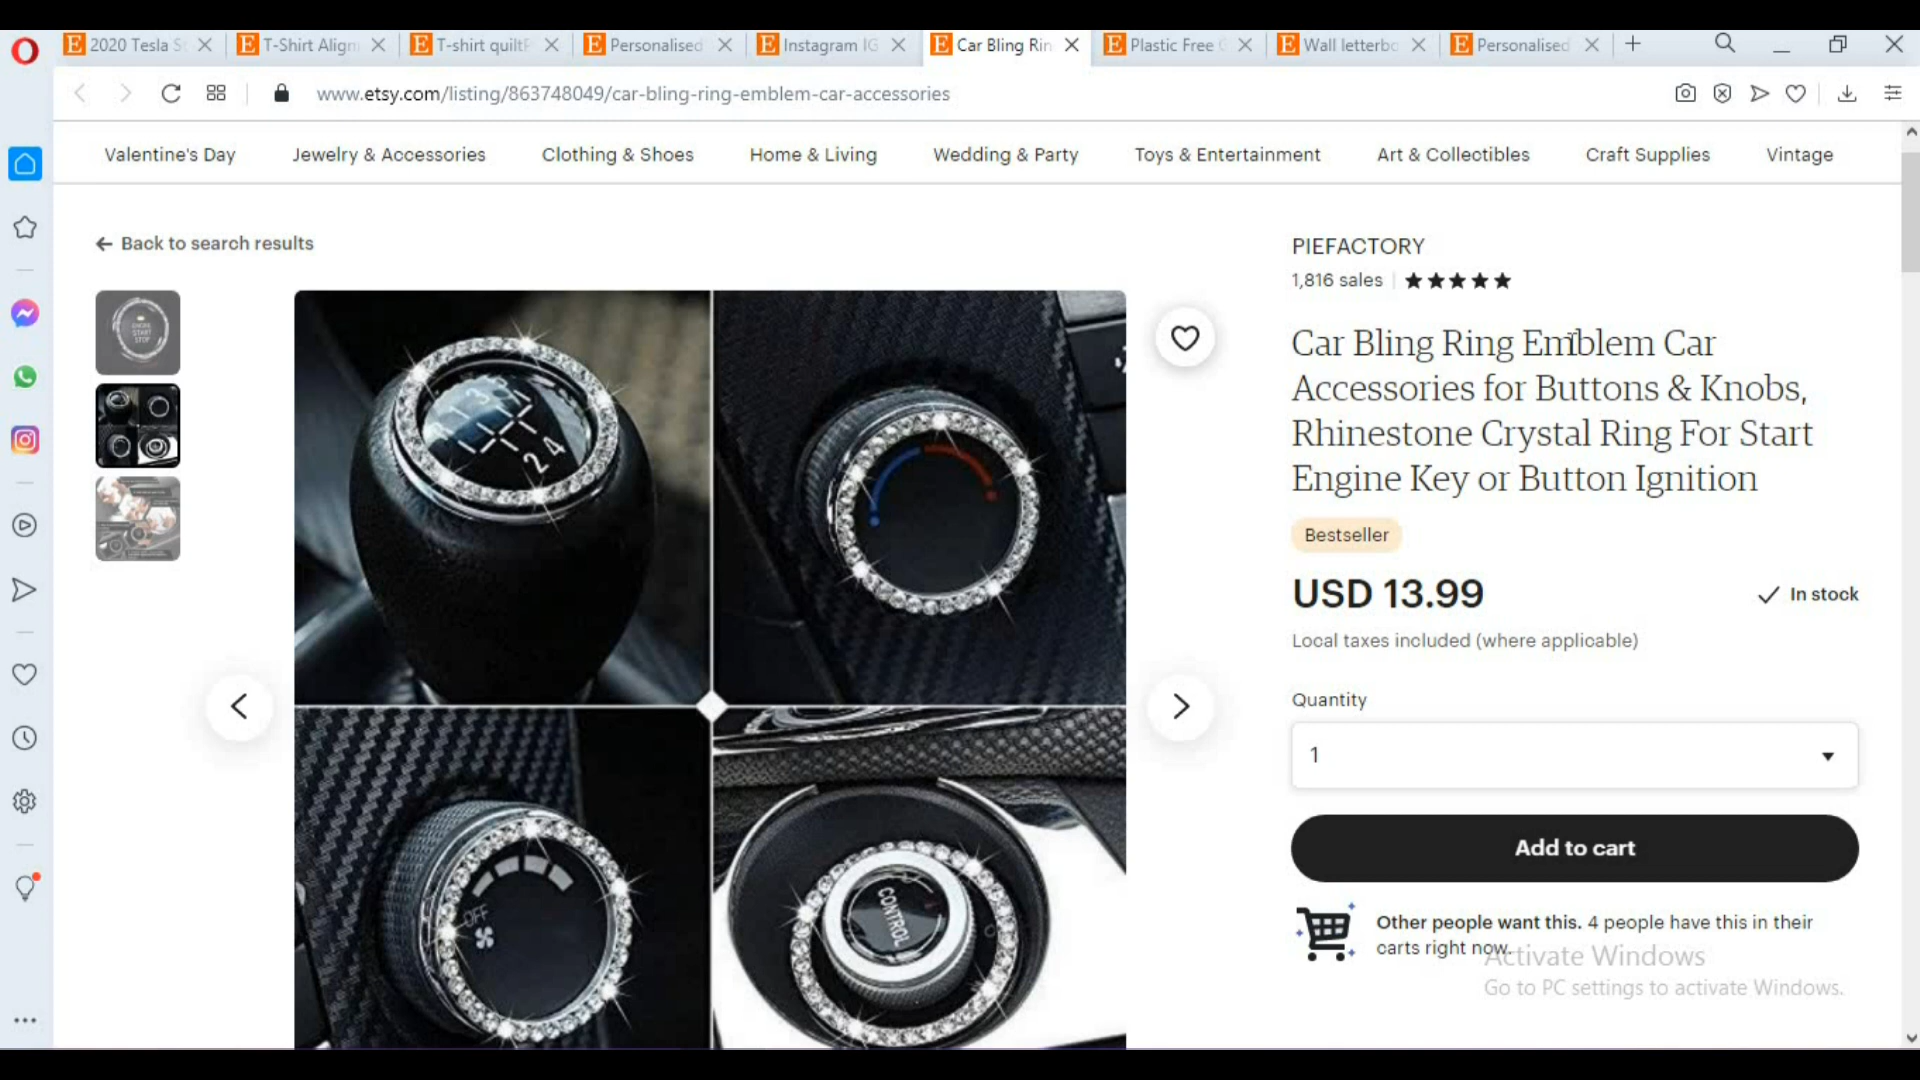 2020 Tesla S
T-Shirt Align
T-shirt quilt
Personalised
Instagram IG
Car Bling Rin
Plastic Free
Wall letterbo
Personalised
www.etsy.com/listing/863748049/car-bling-ring-emblem-car-accessories
Valentine's Day
Jewelry & Accessories
Clothing & Shoes
Home & Living
Wedding & Party
Toys & Entertainment
Art & Collectibles
Craft Supplies
Vintage
Back to search results
PIEFACTORY
1,816 sales
Car Bling Ring Emblem Car
Accessories for Buttons & Knobs,
Rhinestone Crystal Ring For Start
Engine Key or Button Ignition
Bestseller
USD 13.99
In stock
Local taxes included (where applicable)
Quantity
1
Add to cart
Other people want this. 4 people have this in their
carts right now.
Activate Windows
Go to PC settings to activate Windows.
2 4
OFF
CONTROL